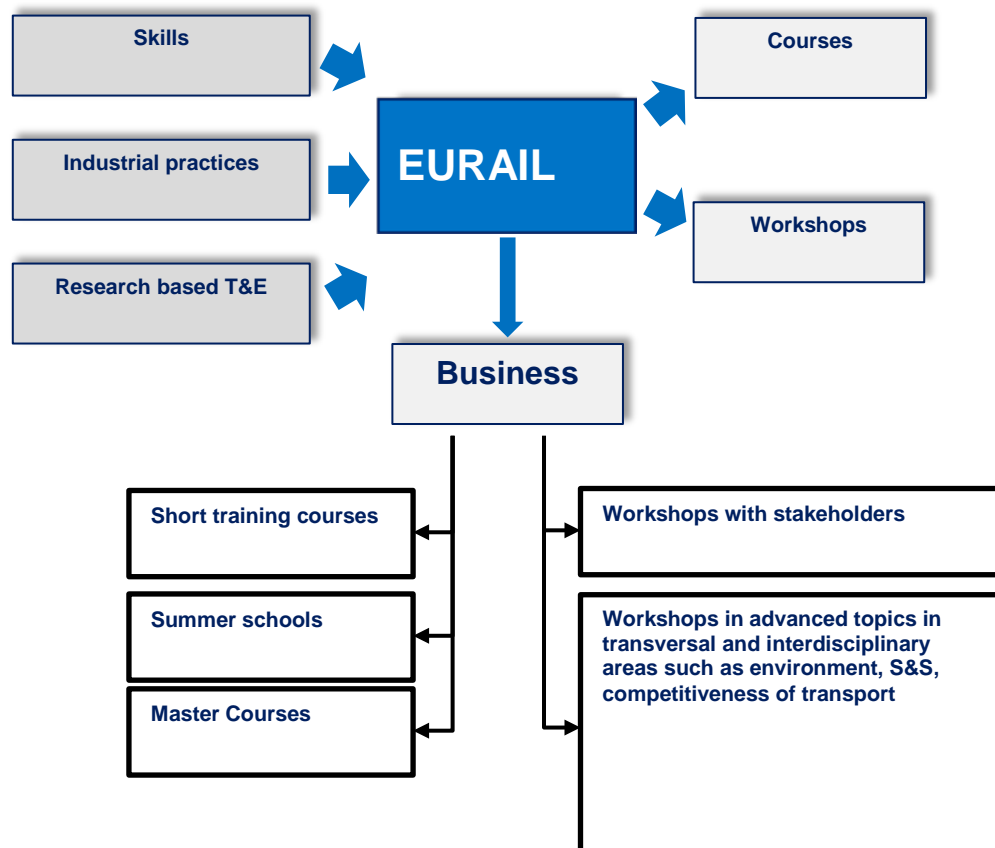 Skills
Courses
EURAIL
Industrial practices
Workshops
Research based T&E
Business
Short training courses
Workshops with stakeholders
Summer schools
Workshops in advanced topics in
transversal and interdisciplinary
areas such as environment, S&S,
competitiveness of transport
Master Courses